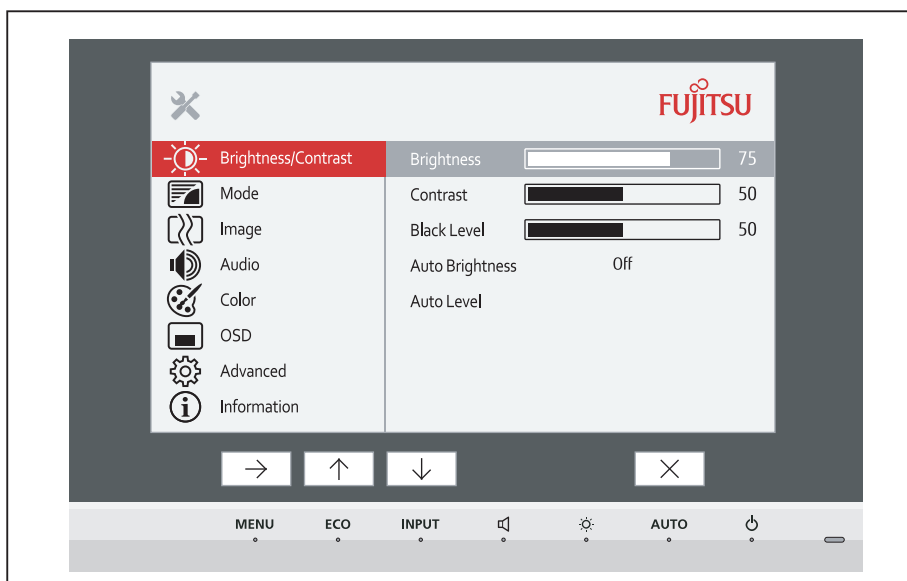 FUJITSU
Brightness/Contrast
Mode
Image
Audio
Color
OSD
Advanced
Information
Brightness 75
Contrast 50
Black Level 50
Auto Brightness Off
Auto Level
MENU ECO INPUT AUTO